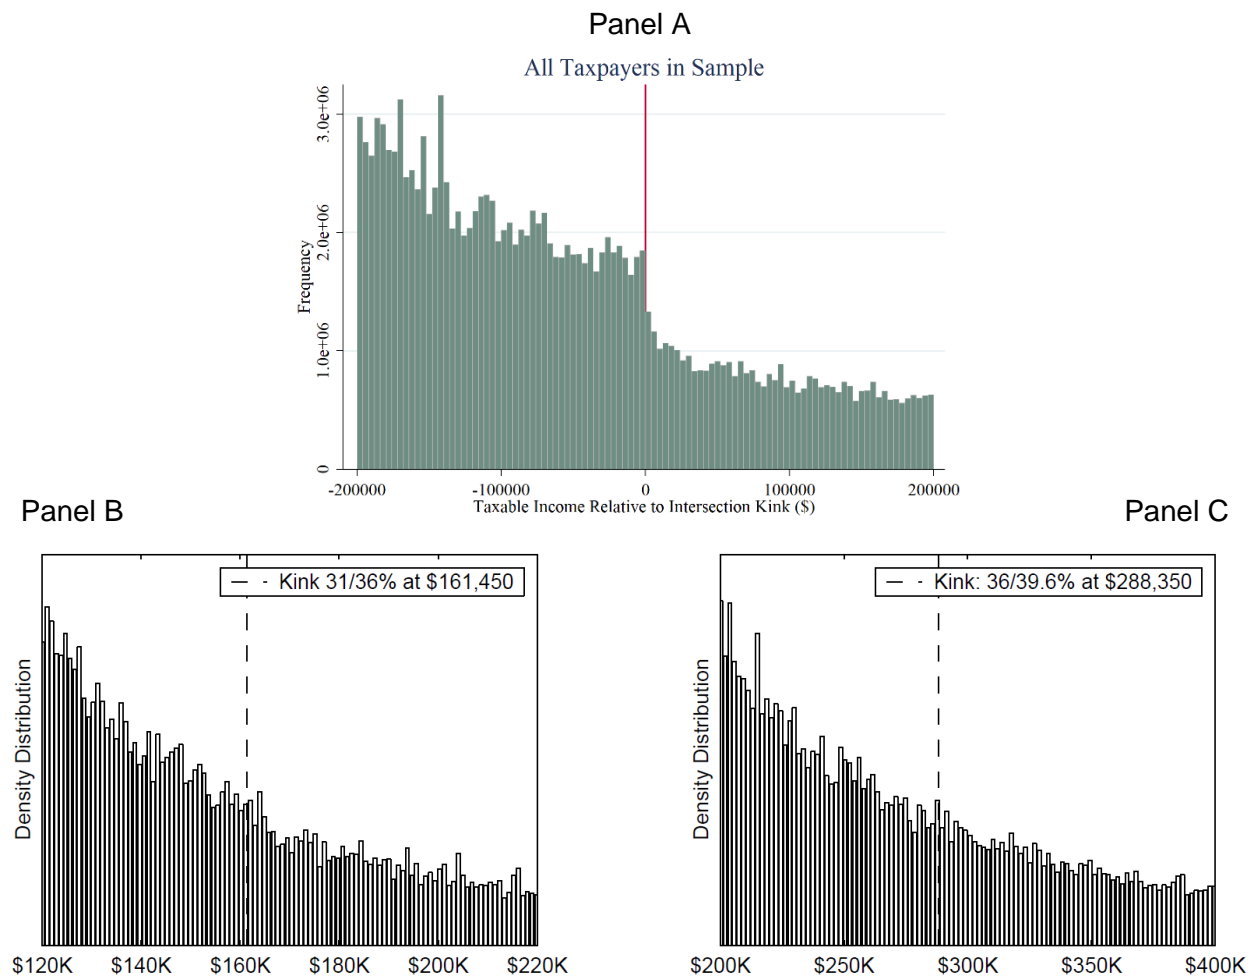 Panel A
All Taxpayers in Sample
Frequency
3.0e+06
2.0e+06
1.0e+06
0
-200000 -100000 0 100000 200000
Taxable Income Relative to Intersection Kink ($)
Panel B
Kink 31/36% at $161,450
Density Distribution
$120K $140K $160K $180K $200K $220K
Panel C
Kink: 36/39.6% at $288,350
Density Distribution
$200K $250K $300K $350K $400K